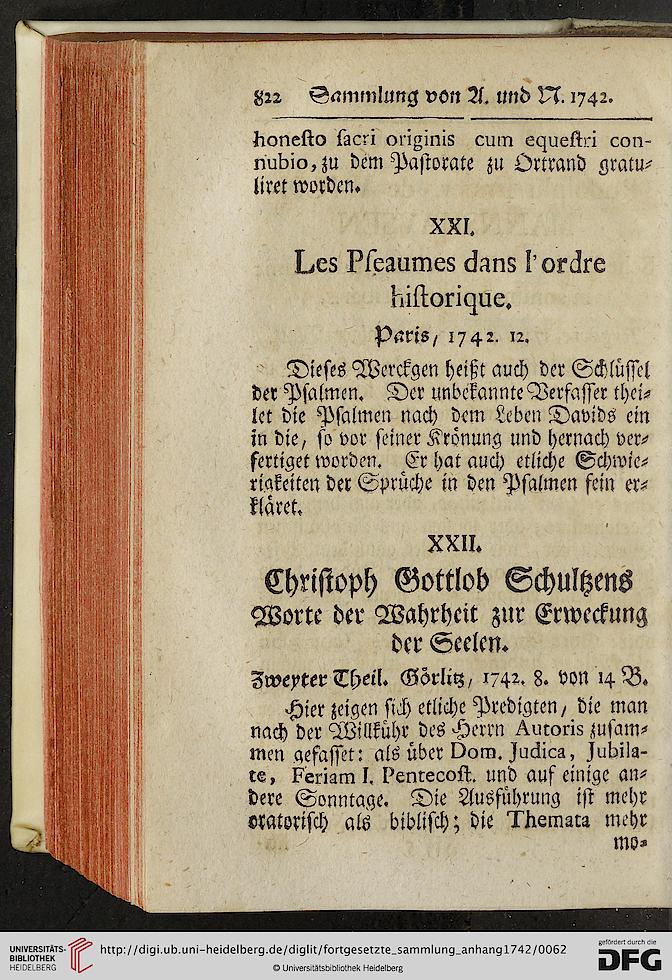 822 Sammlung von A. und N. 1742.
honeſto ſacri originis cum equeſtri con-
nubio, zu dem Paſtorate zu Ortrand gratu⸗
liret worden.
XXI.
Les Pſeaumes dans l'ordre
hiſtorique.
Paris, 1742. 12.
Dieſes Werckgen heißt auch der Schlüſſel
der Pſalmen. Der unbekannte Verfaſſer thei⸗
let die Pſalmen nach dem Leben Davids ein
in die, ſo vor ſeiner Krönung und hernach ver⸗
fertiget worden. Er hat auch etliche Schwie⸗
rigkeiten der Sprüche in den Pſalmen fein er⸗
kläret.
XXII.
Chriſtoph Gottlob Schultzens
Worte der Wahrheit zur Erweckung
der Seelen.
Zweyter Theil. Görlitz, 1742. 8. von 14 B.
Hier zeigen ſich etliche Predigten, die man
nach der Willkühr des Herrn Autoris zuſam⸗
men gefaſſet: als über Dom. Judica, Jubila-
te, Feriam I. Pentecoſt. und auf einige an⸗
dere Sonntage. Die Ausführung iſt mehr
oratoriſch als bibliſch; die Themata mehr
mo⸗
UNIVERSITÄTS-
BIBLIOTHEK
HEIDELBERG
http://digi.ub.uni-heidelberg.de/diglit/fortgesetzte_sammlung_anhang1742/0062
© Universitätsbibliothek Heidelberg
gefördert durch die
DFG